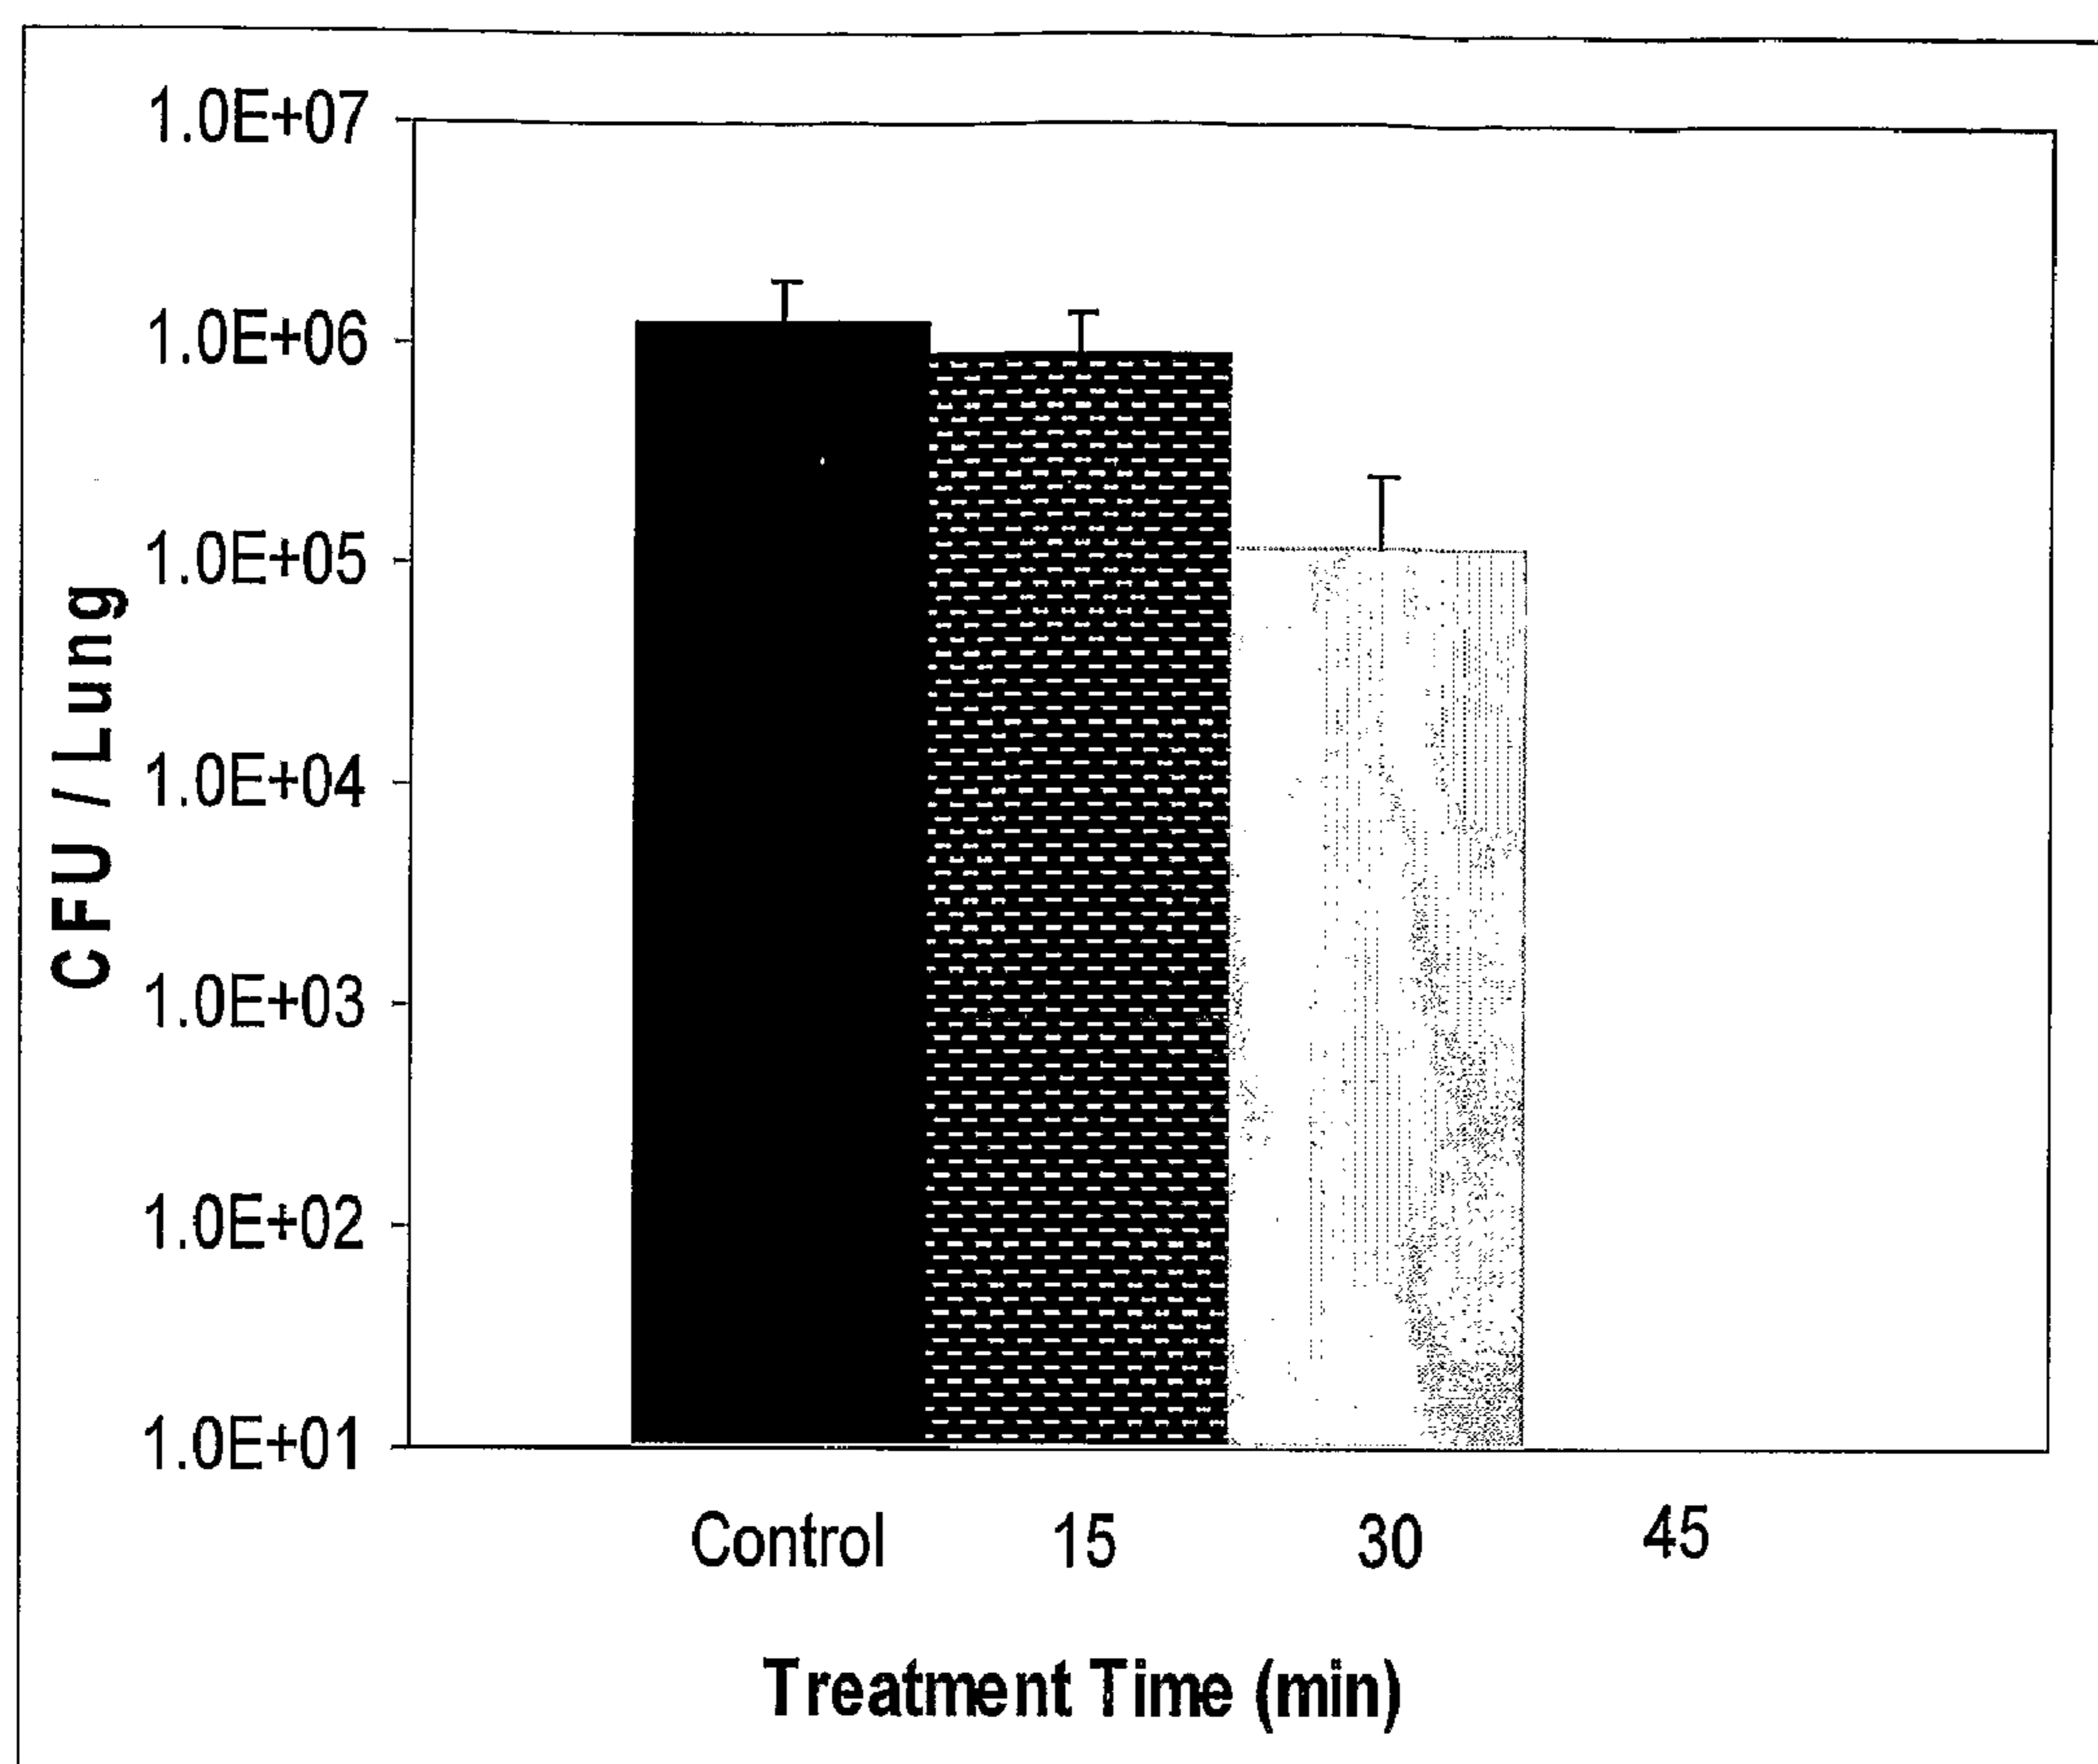 1.0E+07
1.0E+06
1.0E+05
1.0E+04
1.0E+03
1.0E+02
1.0E+01
CFU / Lung
Control 15 30 45
Treatment Time (min)